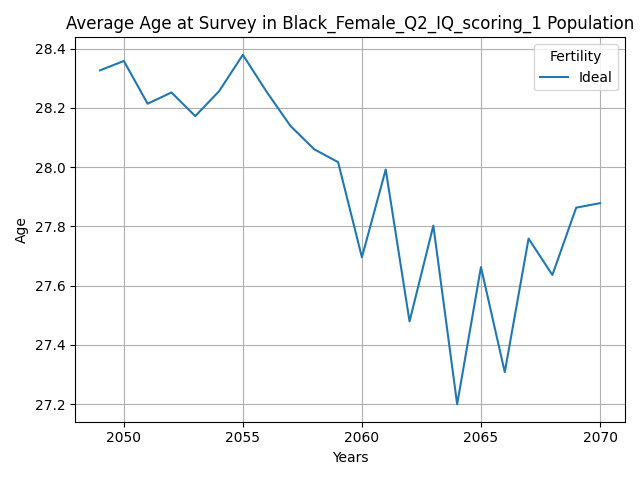 Average Age at Survey in Black_Female_Q2_IQ_scoring_1 Population
28.4
28.2
28.0
27.8
27.6
27.4
27.2
Age
Fertility
Ideal
2050
2055
2060
2065
2070
Years